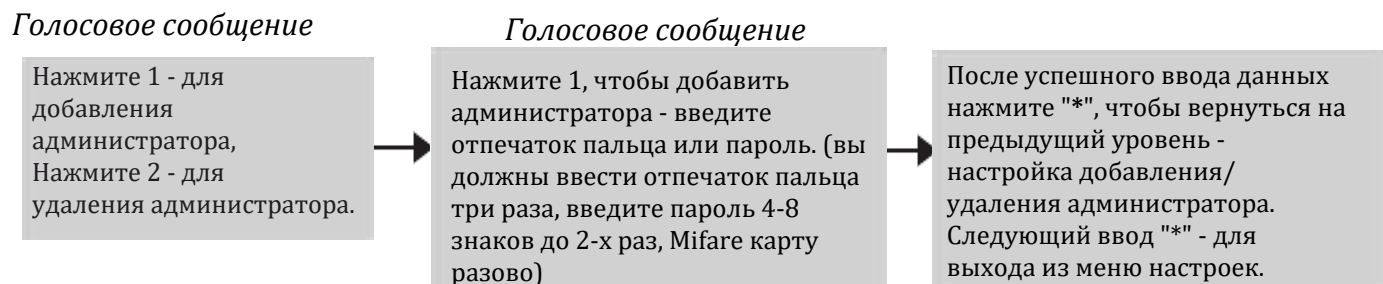 Голосовое сообщение
Нажмите 1 - для
добавления
администратора,
Нажмите 2 - для
удаления администратора.
Голосовое сообщение
Нажмите 1, чтобы добавить
администратора - введите
отпечаток пальца или пароль. (вы
должны ввести отпечаток пальца
три раза, введите пароль 4-8
знаков до 2-х раз, Mifare карту
разово)
После успешного ввода данных
нажмите "*", чтобы вернуться на
предыдущий уровень -
настройка добавления/
удаления администратора.
Следующий ввод "*" - для
выхода из меню настроек.